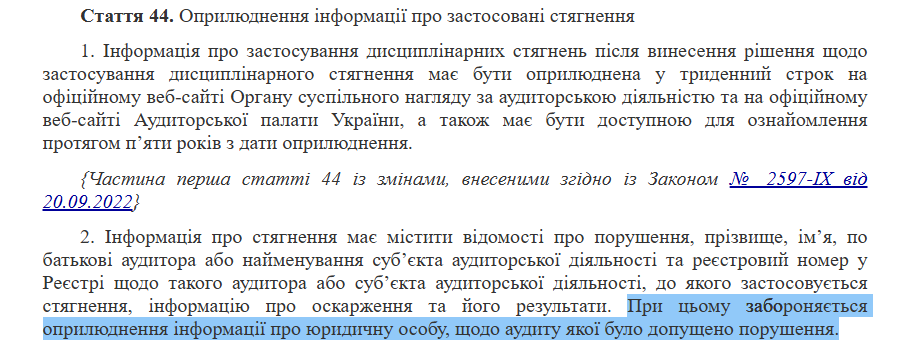 Стаття 44. Оприлюднення інформації про застосовані стягнення
1. Інформація про застосування дисциплінарних стягнень після винесення рішення щодо
застосування дисциплінарного стягнення має бути оприлюднена у триденний строк на
офіційному веб-сайті Органу суспільного нагляду за аудиторською діяльністю та на офіційному
веб-сайті Аудиторської палати України, а також має бути доступною для ознайомлення
протягом п’яти років з дати оприлюднення.
{Частина перша статті 44 із змінами, внесеними згідно із Законом № 2597-IX від
20.09.2022}
2. Інформація про стягнення має містити відомості про порушення, прізвище, ім’я, по
батькові аудитора або найменування суб’єкта аудиторської діяльності та реєстровий номер у
Реєстрі щодо такого аудитора або суб’єкта аудиторської діяльності, до якого застосовується
стягнення, інформацію про оскарження та його результати. При цьому забороняється
оприлюднення інформації про юридичну особу, щодо аудиту якої було допущено порушення.